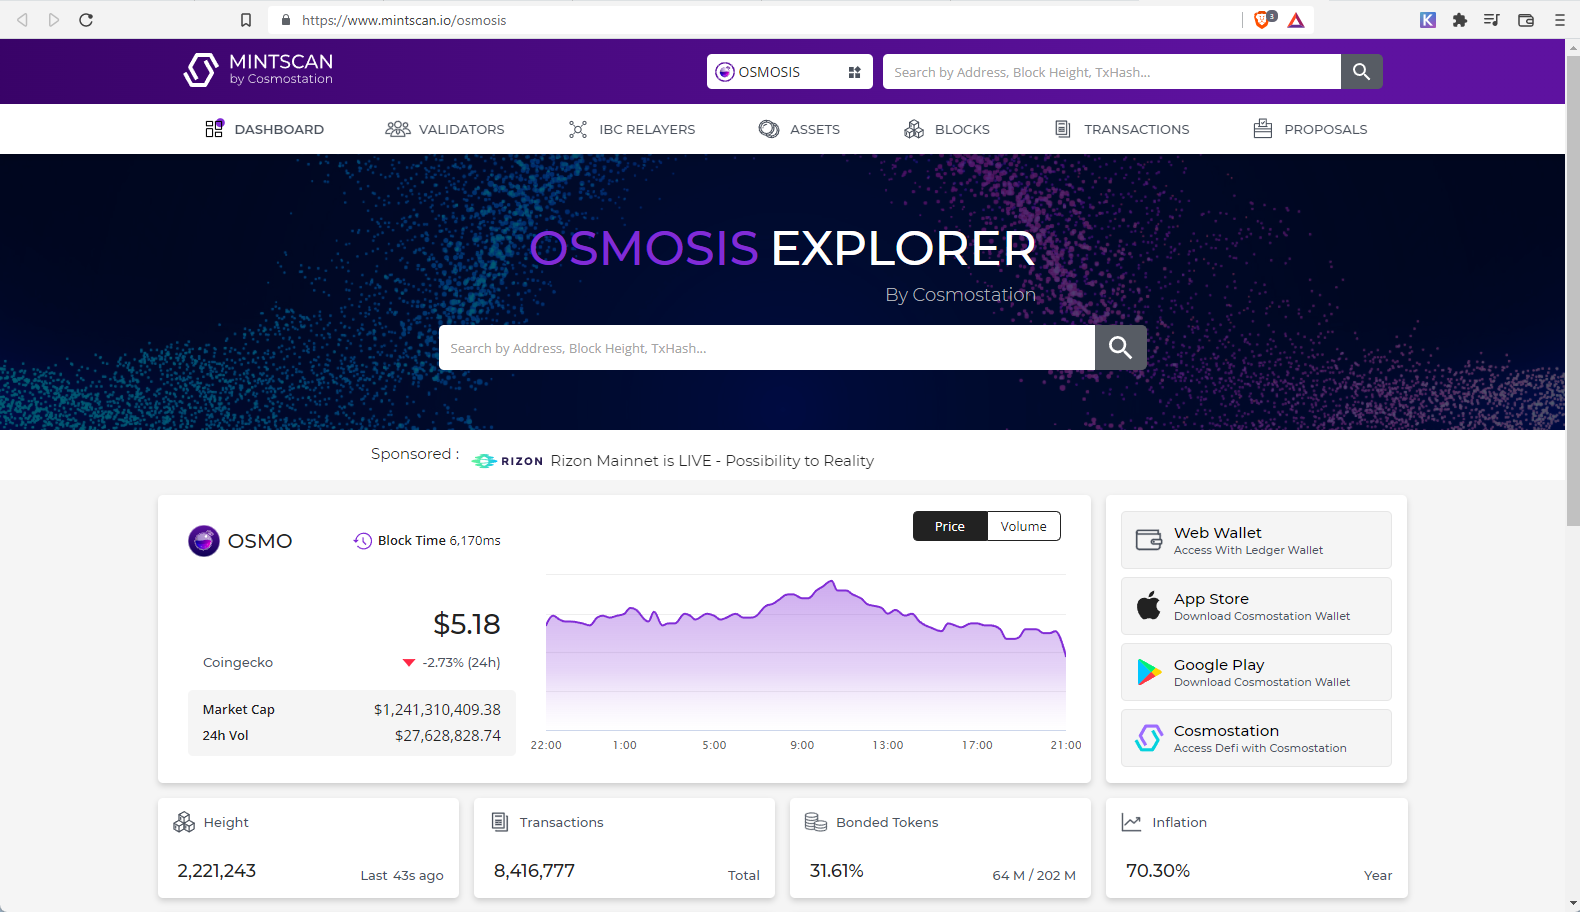 https://www.mintscan.io/osmosis
3
K
MINTSCAN
by Cosmostation
OSMOSIS
Search by Address, Block Height, TxHash...
DASHBOARD
VALIDATORS
IBC RELAYERS
ASSETS
BLOCKS
TRANSACTIONS
PROPOSALS
OSMOSIS EXPLORER
By Cosmostation
Search by Address, Block Height, TxHash...
Sponsored :
RIZON Rizon Mainnet is LIVE - Possibility to Reality
OSMO
Block Time 6,170ms
Price
Volume
$5.18
Coingecko
-2.73% (24h)
Market Cap $1,241,310,409.38
24h Vol $27,628,828.74
22:00 1:00 5:00 9:00 13:00 17:00 21:00
Web Wallet
Access With Ledger Wallet
App Store
Download Cosmostation Wallet
Google Play
Download Cosmostation Wallet
Cosmostation
Access Defi with Cosmostation
Height
2,221,243
Last 43s ago
Transactions
8,416,777
Total
Bonded Tokens
31.61%
64 M / 202 M
Inflation
70.30%
Year